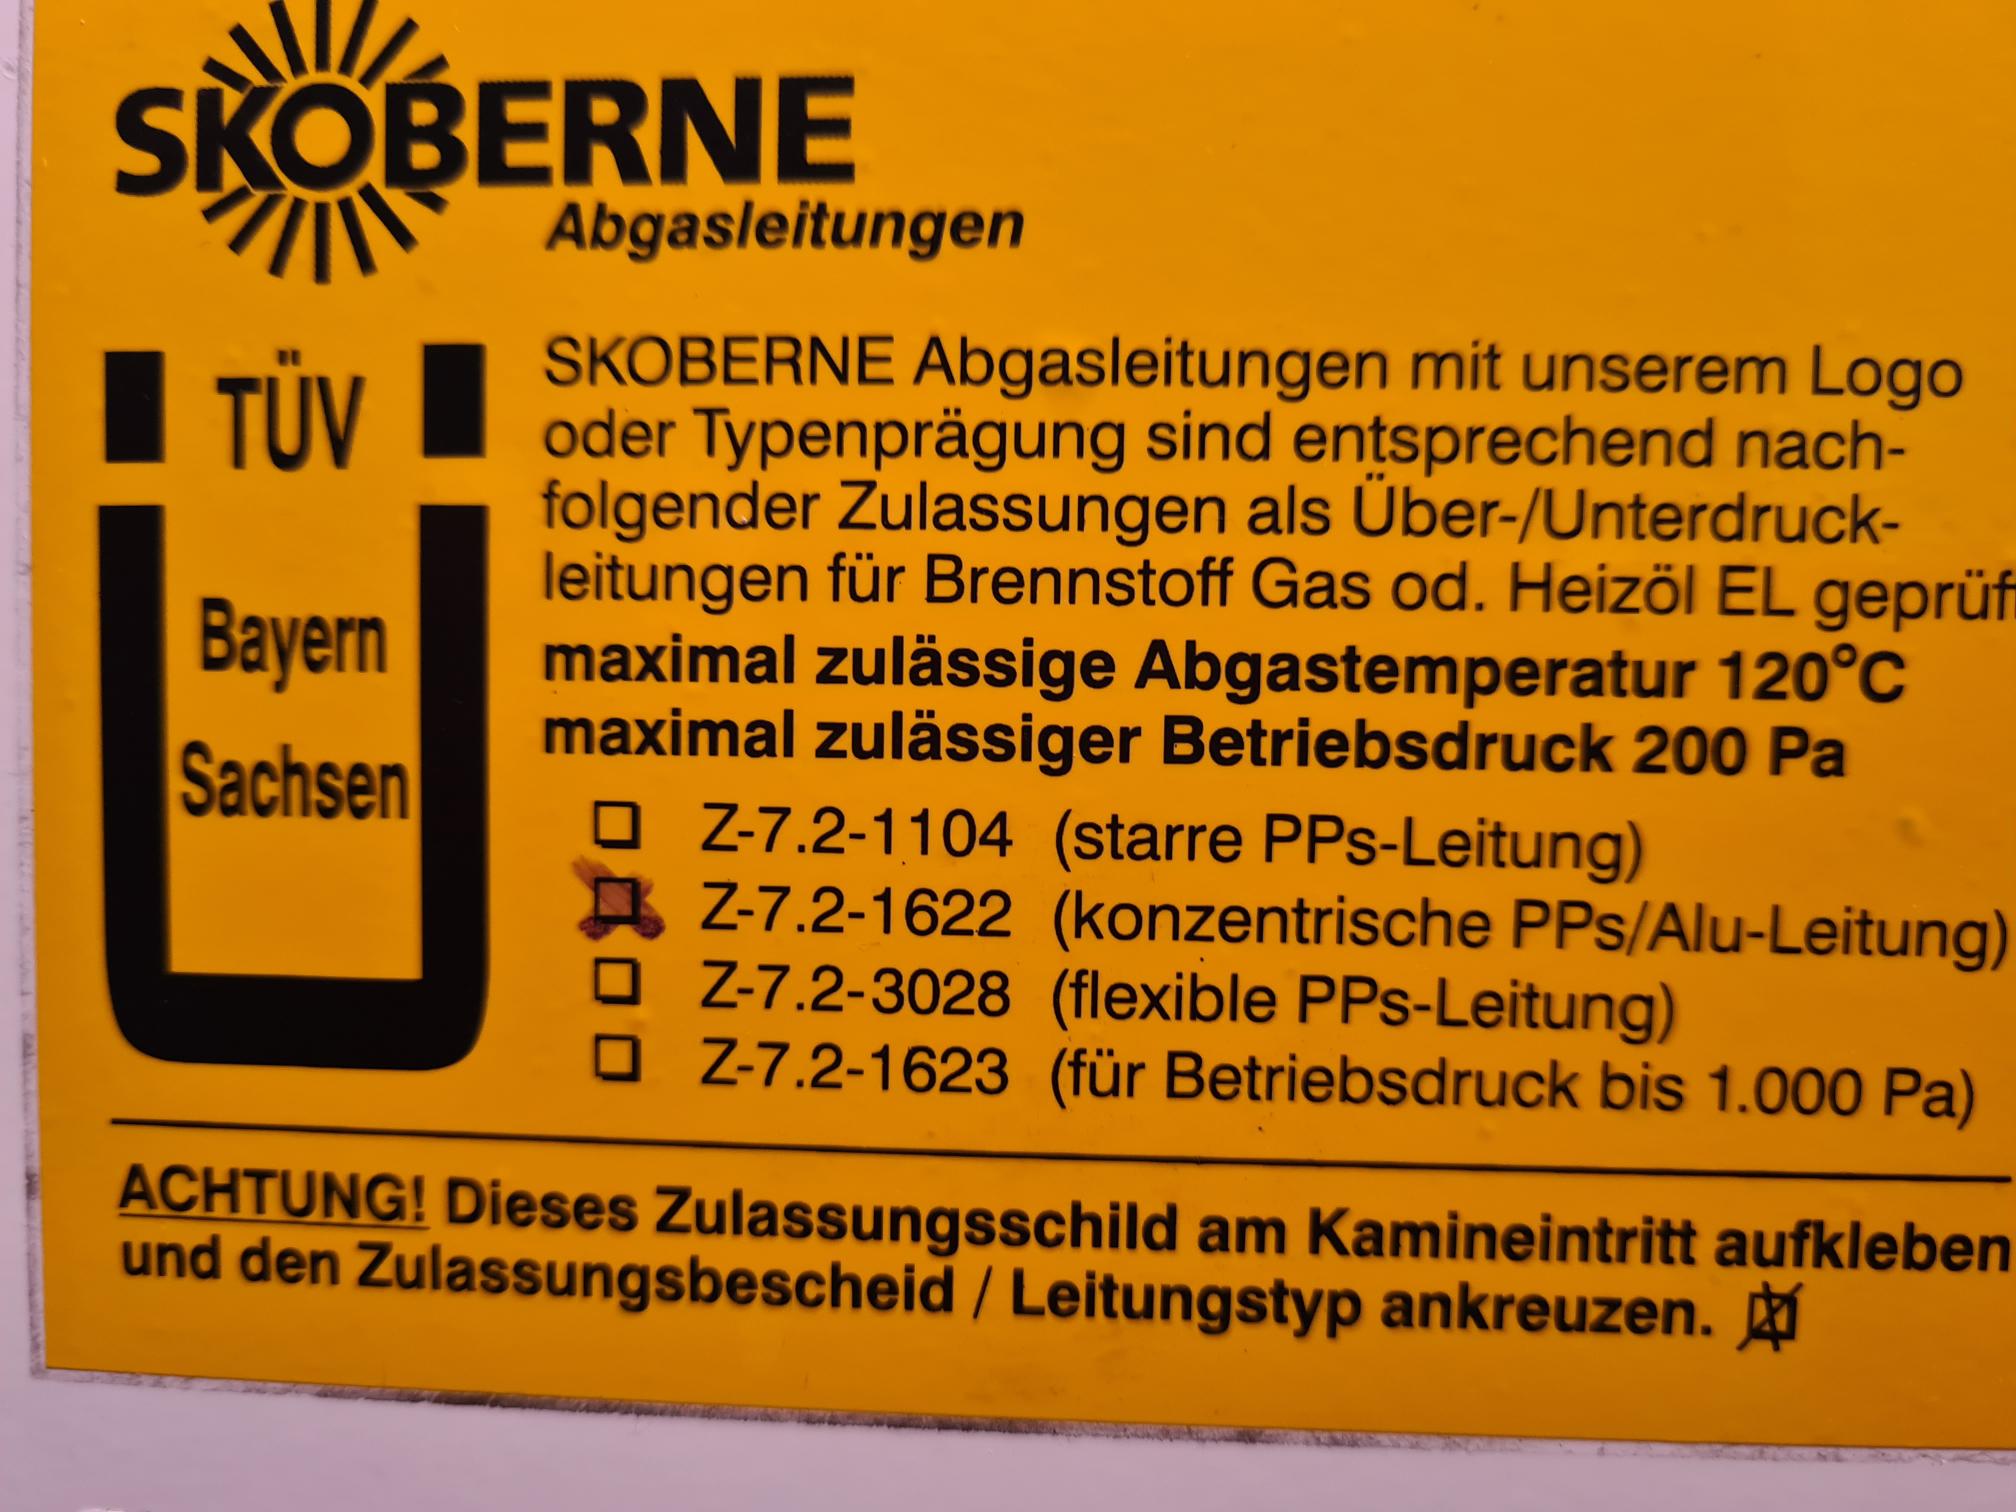 SKOBERNE
Abgasleitungen
TÜV
Bayern
Sachsen
SKOBERNE Abgasleitungen mit unserem Logo
oder Typenprägung sind entsprechend nach-
folgender Zulassungen als Über-/Unterdruck-
leitungen für Brennstoff Gas od. Heizöl EL geprüf
maximal zulässige Abgastemperatur 120°C
maximal zulässiger Betriebsdruck 200 Pa
Z-7.2-1104 (starre PPs-Leitung)
Z-7.2-1622 (konzentrische PPs/Alu-Leitung)
Z-7.2-3028 (flexible PPs-Leitung)
Z-7.2-1623 (für Betriebsdruck bis 1.000 Pa)
ACHTUNG! Dieses Zulassungsschild am Kamineintritt aufkleben
und den Zulassungsbescheid / Leitungstyp ankreuzen.